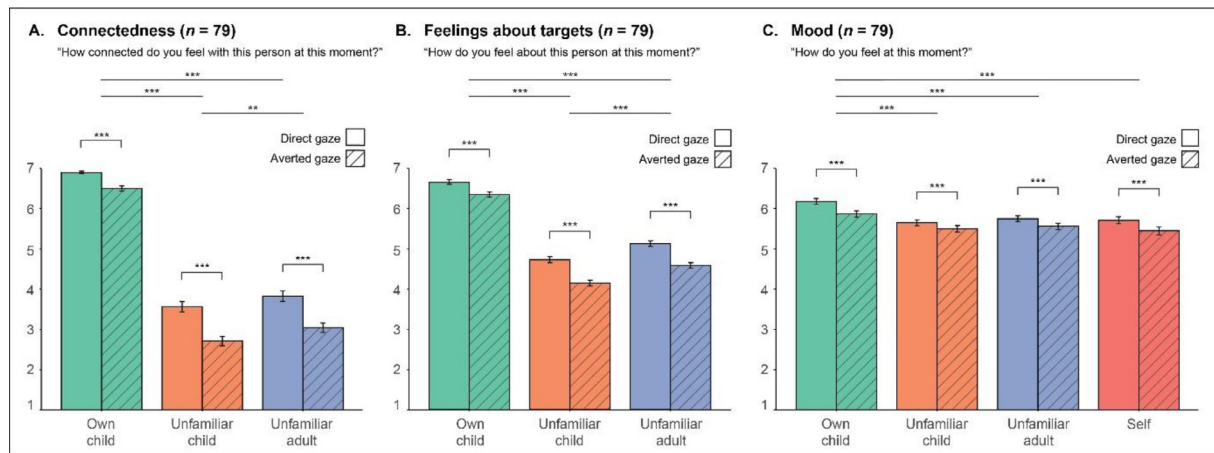 A. Connectedness (n = 79)
"How connected do you feel with this person at this moment?"
***
***
**
Direct gaze
Averted gaze
***
***
***
7
6
5
4
3
2
1
Own child
Unfamiliar child
Unfamiliar adult
B. Feelings about targets (n = 79)
"How do you feel about this person at this moment?"
***
***
***
Direct gaze
Averted gaze
***
***
***
7
6
5
4
3
2
1
Own child
Unfamiliar child
Unfamiliar adult
C. Mood (n = 79)
"How do you feel at this moment?"
***
***
***
Direct gaze
Averted gaze
***
***
***
***
7
6
5
4
3
2
1
Own child
Unfamiliar child
Unfamiliar adult
Self